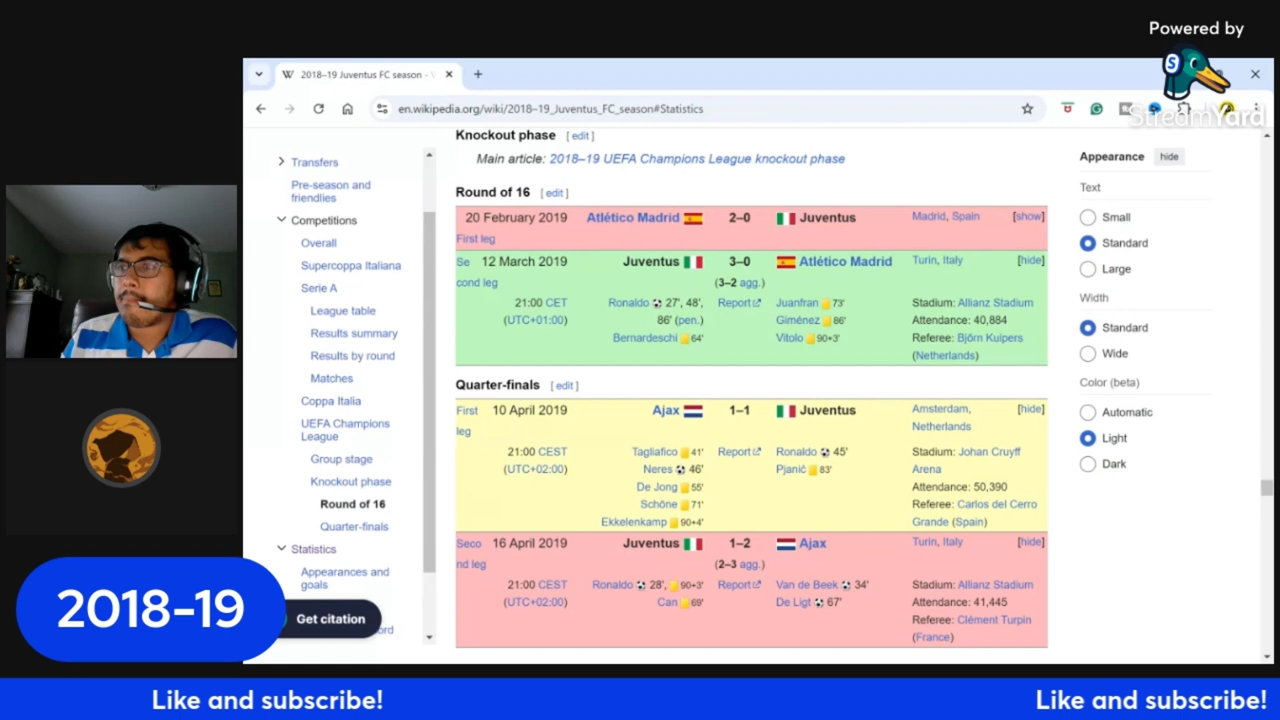 Powered by
StreamYard
2018–19 Juventus FC season -
en.wikipedia.org/wiki/2018–19_Juventus_FC_season#Statistics
Transfers
Pre-season and
friendlies
Competitions
Overall
Supercoppa Italiana
Serie A
League table
Results summary
Results by round
Matches
Coppa Italia
UEFA Champions
League
Group stage
Knockout phase
Round of 16
Quarter-finals
Statistics
Appearances and
goals
Get citation
ord
Knockout phase [ edit ]
Main article: 2018–19 UEFA Champions League knockout phase
Round of 16 [ edit ]
20 February 2019 Atlético Madrid 2–0 Juventus Madrid, Spain [show]
First leg
Se 12 March 2019 Juventus 3–0 Atlético Madrid Turin, Italy [hide]
cond leg (3–2 agg.)
21:00 CET Ronaldo 27', 48', Report Juanfran 73' Stadium: Allianz Stadium
(UTC+01:00) 86' (pen.) Giménez 86' Attendance: 40,884
Bernardeschi 64' Vitolo 90+3' Referee: Björn Kuipers
(Netherlands)
Quarter-finals [ edit ]
First 10 April 2019 Ajax 1–1 Juventus Amsterdam, [hide]
leg Netherlands
21:00 CEST Tagliafico 41' Report Ronaldo 45' Stadium: Johan Cruyff
(UTC+02:00) Neres 46' Pjanić 83' Arena
De Jong 55' Attendance: 50,390
Schöne 71' Referee: Carlos del Cerro
Ekkelenkamp 90+4' Grande (Spain)
Seco 16 April 2019 Juventus 1–2 Ajax Turin, Italy [hide]
nd leg (2–3 agg.)
21:00 CEST Ronaldo 28', 90+3' Report Van de Beek 34' Stadium: Allianz Stadium
(UTC+02:00) Can 69' De Ligt 67' Attendance: 41,445
Referee: Clément Turpin
(France)
Appearance hide
Text
Small
Standard
Large
Width
Standard
Wide
Color (beta)
Automatic
Light
Dark
2018-19
Like and subscribe! Like and subscribe!